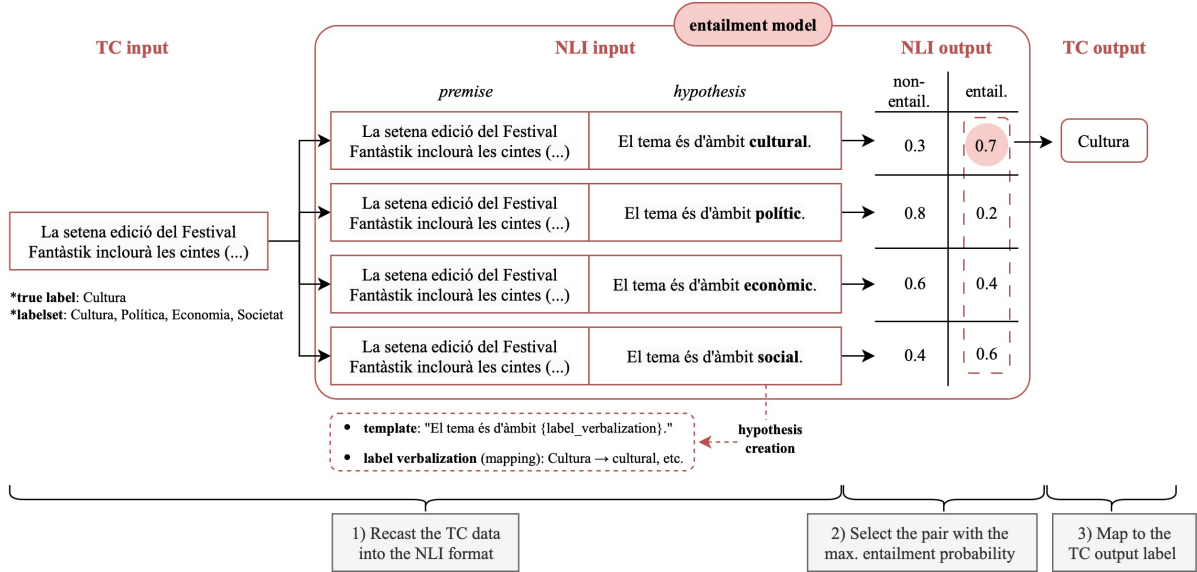 entailment model
TC input
NLI input
NLI output
TC output
premise
hypothesis
non-
entail.
entail.
La setena edició del Festival
Fantàstik inclourà les cintes (...)
*true label: Cultura
*labelset: Cultura, Política, Economia, Societat
La setena edició del Festival
Fantàstik inclourà les cintes (...)
El tema és d'àmbit cultural.
0.3
0.7
Cultura
La setena edició del Festival
Fantàstik inclourà les cintes (...)
El tema és d'àmbit polític.
0.8
0.2
La setena edició del Festival
Fantàstik inclourà les cintes (...)
El tema és d'àmbit econòmic.
0.6
0.4
La setena edició del Festival
Fantàstik inclourà les cintes (...)
El tema és d'àmbit social.
0.4
0.6
• template: "El tema és d'àmbit {label_verbalization}."
• label verbalization (mapping): Cultura → cultural, etc.
hypothesis
creation
1) Recast the TC data
into the NLI format
2) Select the pair with the
max. entailment probability
3) Map to the
TC output label